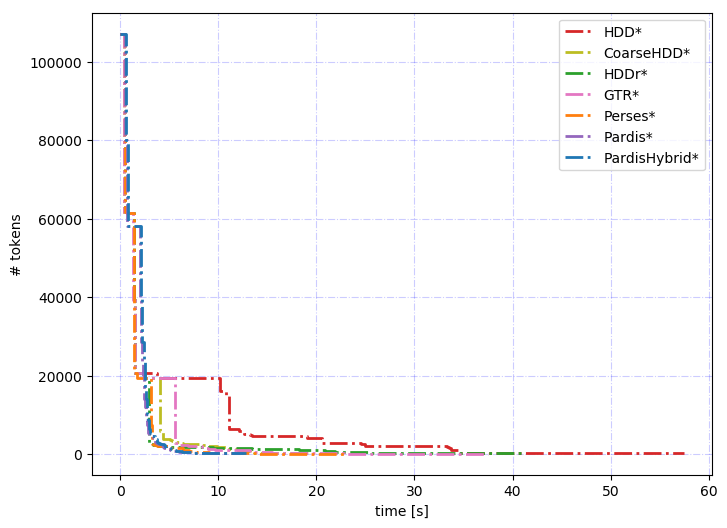 HDD*
CoarseHDD*
HDDr*
GTR*
Perses*
Pardis*
PardisHybrid*
# tokens
100000
80000
60000
40000
20000
0
0 10 20 30 40 50 60
time [s]